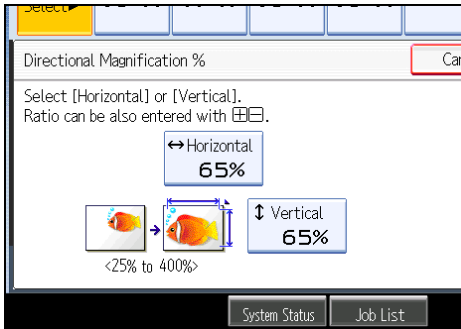 Select►
Directional Magnification %
Select [Horizontal] or [Vertical].
Ratio can be also entered with ⊞⊟.
↔Horizontal
65%
↕ Vertical
65%
<25% to 400%>
System Status
Job List